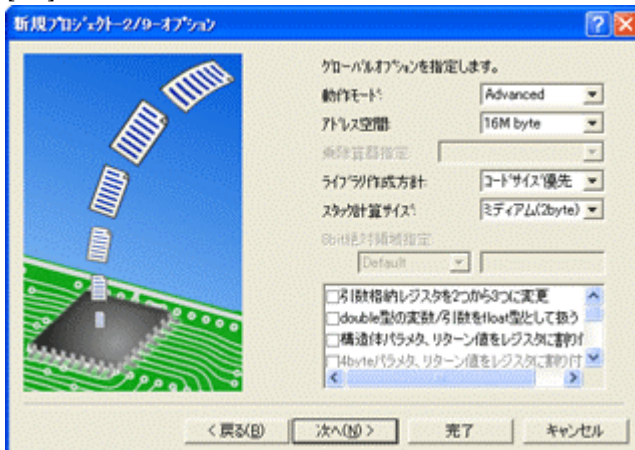 新規プロジェクト-2/9-オプション
グローバルオプションを指定します。
動作モード: Advanced
アドレス空間: 16M byte
乗除算器指定:
ライブラリ作成方針: コードサイズ優先
スタック計算サイズ: ミディアム(2byte)
8bit絶対領域指定:
Default
引数格納レジスタを2つから3つに変更
double型の変数/引数をfloat型として扱う
構造体パラメタ、リターン値をレジスタに割り付
4byteパラメタ、リターン値をレジスタに割り付
< 戻る(B)
次へ(N) >
完了
キャンセル